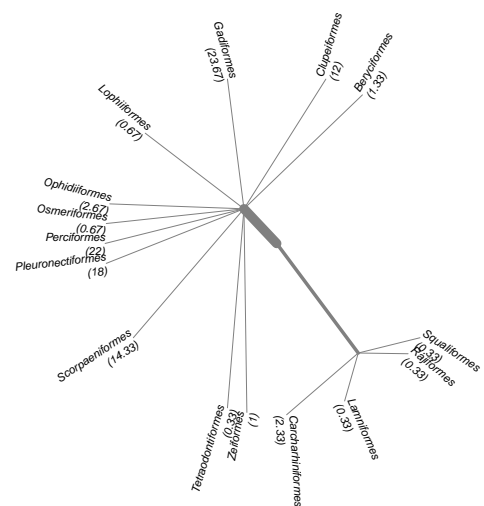 Gadiformes
(23.67)
Clupeiformes
(12)
Beryciformes
(1.33)
Lophiiformes
(0.67)
Ophidiiformes
(2.67)
Osmeriformes
(0.67)
Perciformes
(22)
Pleuronectiformes
(18)
Scorpaeniformes
(14.33)
Tetraodontiformes
(0.33)
Zeiformes
(1)
Carcharhiniformes
(2.33)
Lamniformes
(0.33)
Squaliformes
(0.33)
Rajiformes
(0.33)